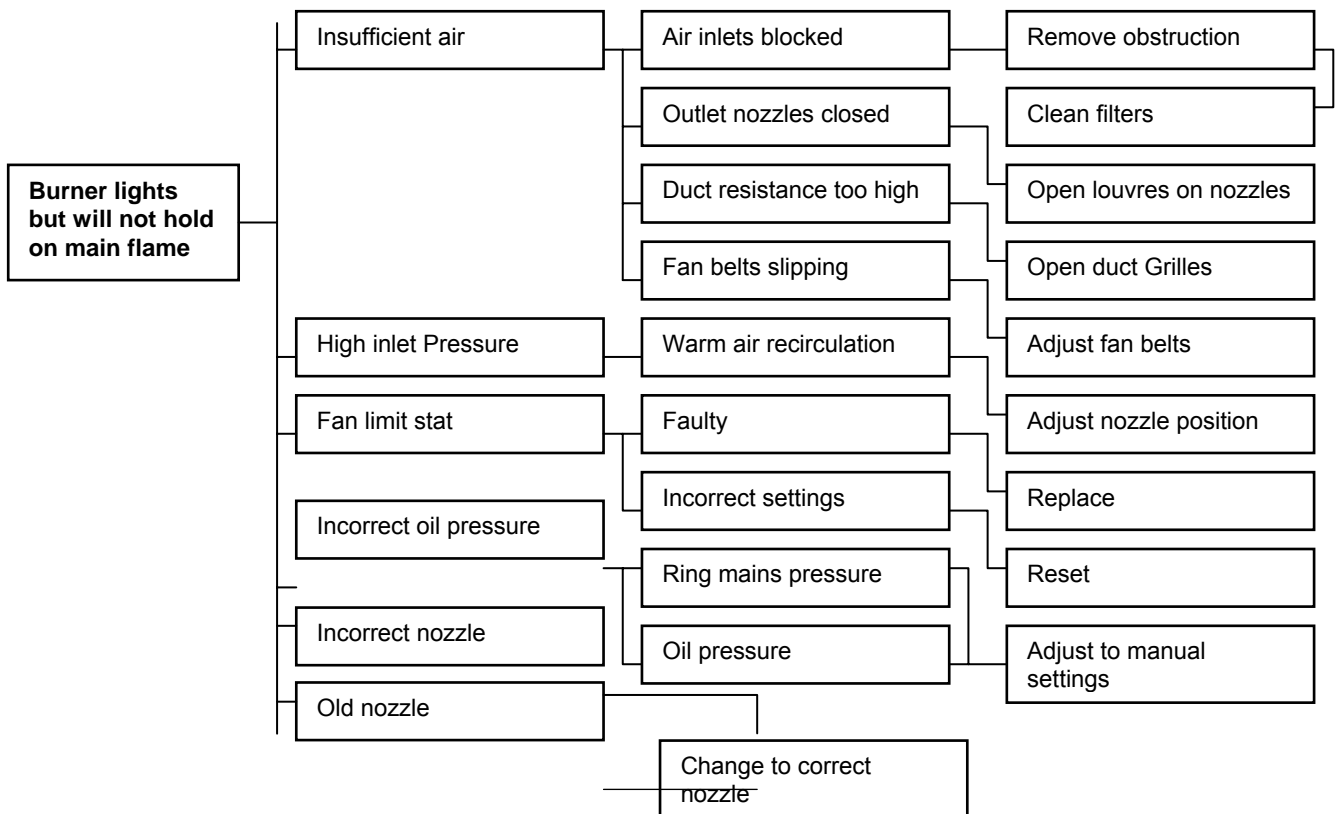 Burner lights
but will not hold
on main flame
Insufficient air
High inlet Pressure
Fan limit stat
Incorrect oil pressure
Incorrect nozzle
Old nozzle
Air inlets blocked
Outlet nozzles closed
Duct resistance too high
Fan belts slipping
Warm air recirculation
Faulty
Incorrect settings
Ring mains pressure
Oil pressure
Change to correct
nozzle
Remove obstruction
Clean filters
Open louvres on nozzles
Open duct Grilles
Adjust fan belts
Adjust nozzle position
Replace
Reset
Adjust to manual
settings